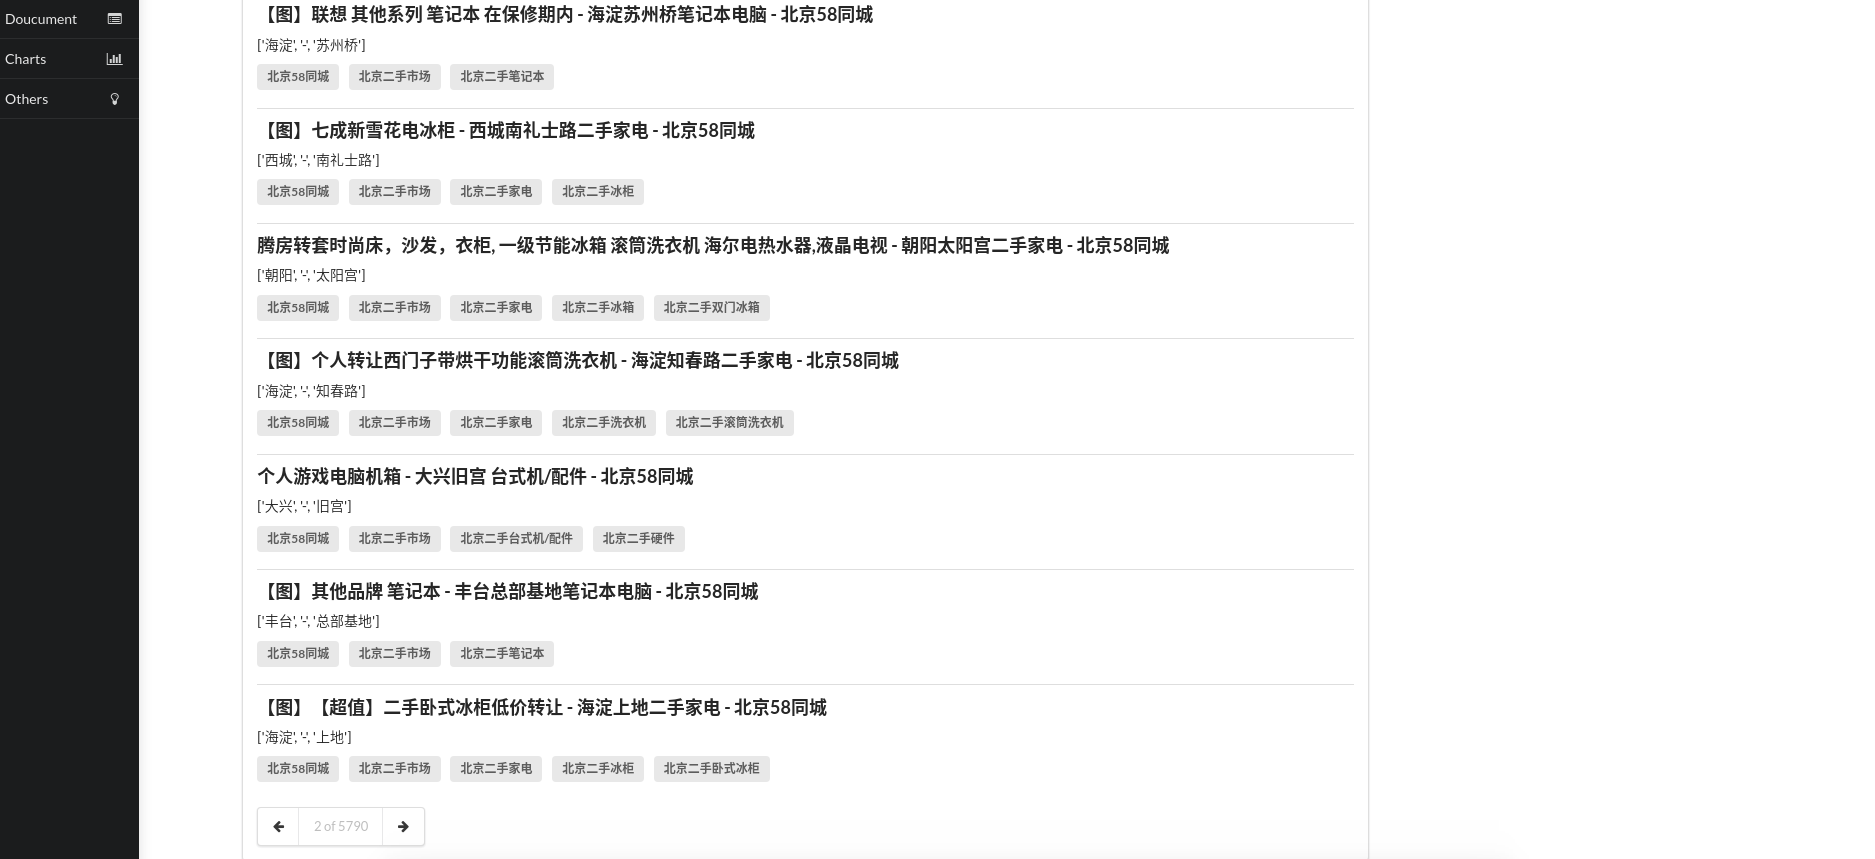 Doucument
Charts
Others
【图】联想 其他系列 笔记本 在保修期内 - 海淀苏州桥笔记本电脑 - 北京58同城
['海淀', '-', '苏州桥']
北京58同城 北京二手市场 北京二手笔记本
【图】七成新雪花电冰柜 - 西城南礼士路二手家电 - 北京58同城
['西城', '-', '南礼士路']
北京58同城 北京二手市场 北京二手家电 北京二手冰柜
腾房转套时尚床，沙发，衣柜, 一级节能冰箱 滚筒洗衣机 海尔电热水器,液晶电视 - 朝阳太阳宫二手家电 - 北京58同城
['朝阳', '-', '太阳宫']
北京58同城 北京二手市场 北京二手家电 北京二手冰箱 北京二手双门冰箱
【图】个人转让西门子带烘干功能滚筒洗衣机 - 海淀知春路二手家电 - 北京58同城
['海淀', '-', '知春路']
北京58同城 北京二手市场 北京二手家电 北京二手洗衣机 北京二手滚筒洗衣机
个人游戏电脑机箱 - 大兴旧宫 台式机/配件 - 北京58同城
['大兴', '-', '旧宫']
北京58同城 北京二手市场 北京二手台式机/配件 北京二手硬件
【图】其他品牌 笔记本 - 丰台总部基地笔记本电脑 - 北京58同城
['丰台', '-', '总部基地']
北京58同城 北京二手市场 北京二手笔记本
【图】【超值】二手卧式冰柜低价转让 - 海淀上地二手家电 - 北京58同城
['海淀', '-', '上地']
北京58同城 北京二手市场 北京二手家电 北京二手冰柜 北京二手卧式冰柜
2 of 5790